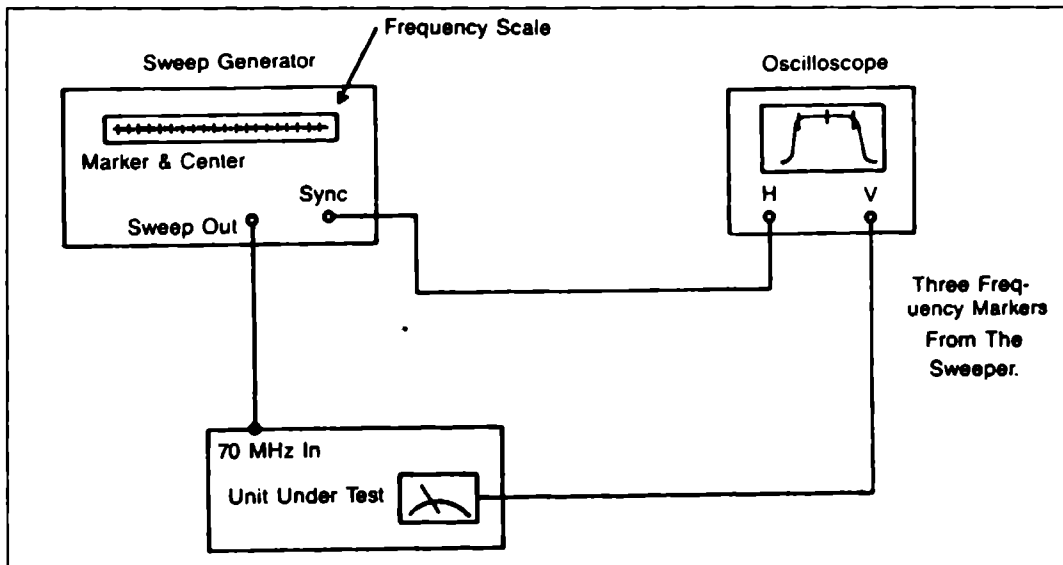 Frequency Scale
Sweep Generator
Oscilloscope
Marker & Center
Sync
H V
Sweep Out
Three Freq-
uency Markers
From The
Sweeper.
70 MHz In
Unit Under Test